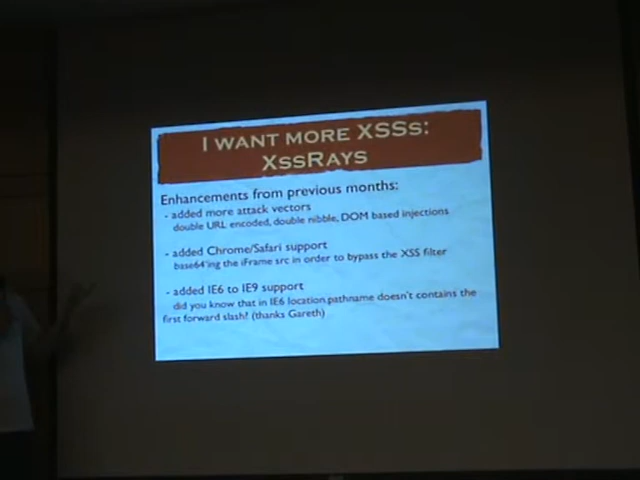 I WANT MORE XSSs:
XSSRAYS
Enhancements from previous months:
- added more attack vectors
double URL encoded, double nibble, DOM based injections
- added Chrome/Safari support
base64'ing the iFrame src in order to bypass the XSS filter
- added IE6 to IE9 support
did you know that in IE6 location.pathname doesn't contains the
first forward slash? (thanks Gareth)